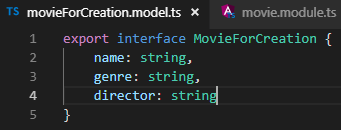 TS movieForCreation.model.ts movie.module.ts
1 export interface MovieForCreation {
2 name: string,
3 genre: string,
4 director: string
5 }